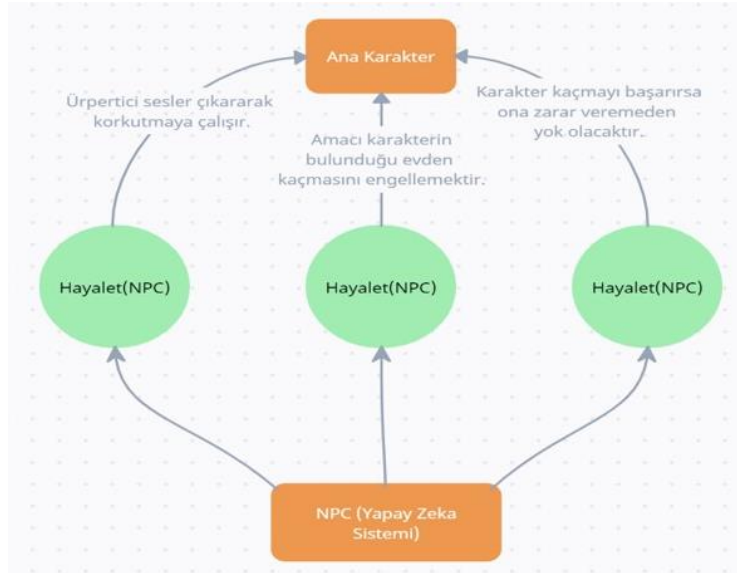 Ana Karakter
Ürpertici sesler çıkararak
korkutmaya çalışır.
Amacı karakterin
bulunduğu evden
kaçmasını engellemektir.
Karakter kaçmayı başarırsa
ona zarar veremeden
yok olacaktır.
Hayalet(NPC)
Hayalet(NPC)
Hayalet(NPC)
NPC (Yapay Zeka
Sistemi)